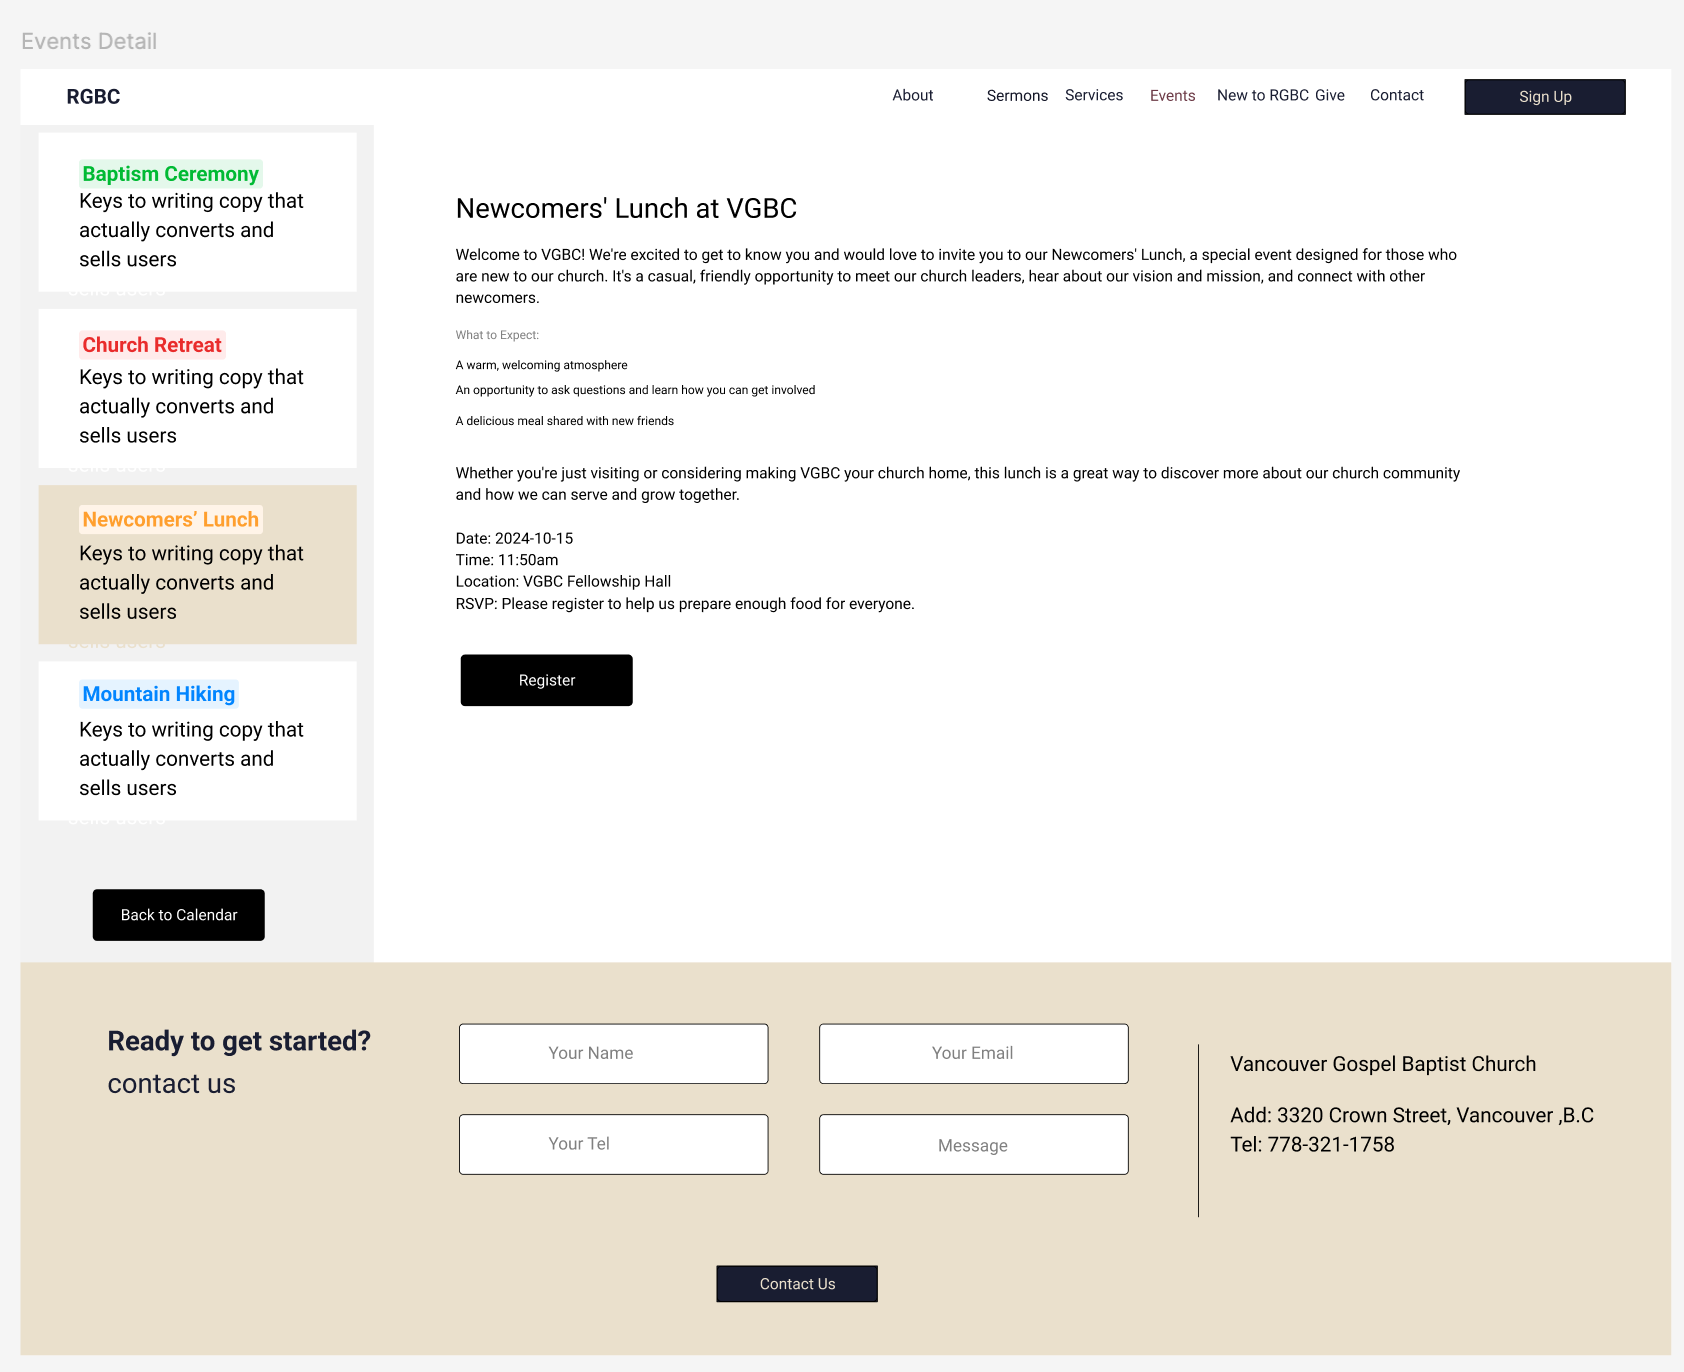 Events Detail
RGBC
About Sermons Services Events New to RGBC Give Contact Sign Up
Baptism Ceremony
Keys to writing copy that
actually converts and
sells users
sells users
Church Retreat
Keys to writing copy that
actually converts and
sells users
sells users
Newcomers’ Lunch
Keys to writing copy that
actually converts and
sells users
sells users
Mountain Hiking
Keys to writing copy that
actually converts and
sells users
sells users
Back to Calendar
Newcomers' Lunch at VGBC
Welcome to VGBC! We're excited to get to know you and would love to invite you to our Newcomers' Lunch, a special event designed for those who
are new to our church. It's a casual, friendly opportunity to meet our church leaders, hear about our vision and mission, and connect with other
newcomers.
What to Expect:
A warm, welcoming atmosphere
An opportunity to ask questions and learn how you can get involved
A delicious meal shared with new friends
Whether you're just visiting or considering making VGBC your church home, this lunch is a great way to discover more about our church community
and how we can serve and grow together.
Date: 2024-10-15
Time: 11:50am
Location: VGBC Fellowship Hall
RSVP: Please register to help us prepare enough food for everyone.
Register
Ready to get started?
contact us
Your Name
Your Email
Your Tel
Message
Contact Us
Vancouver Gospel Baptist Church
Add: 3320 Crown Street, Vancouver ,B.C
Tel: 778-321-1758